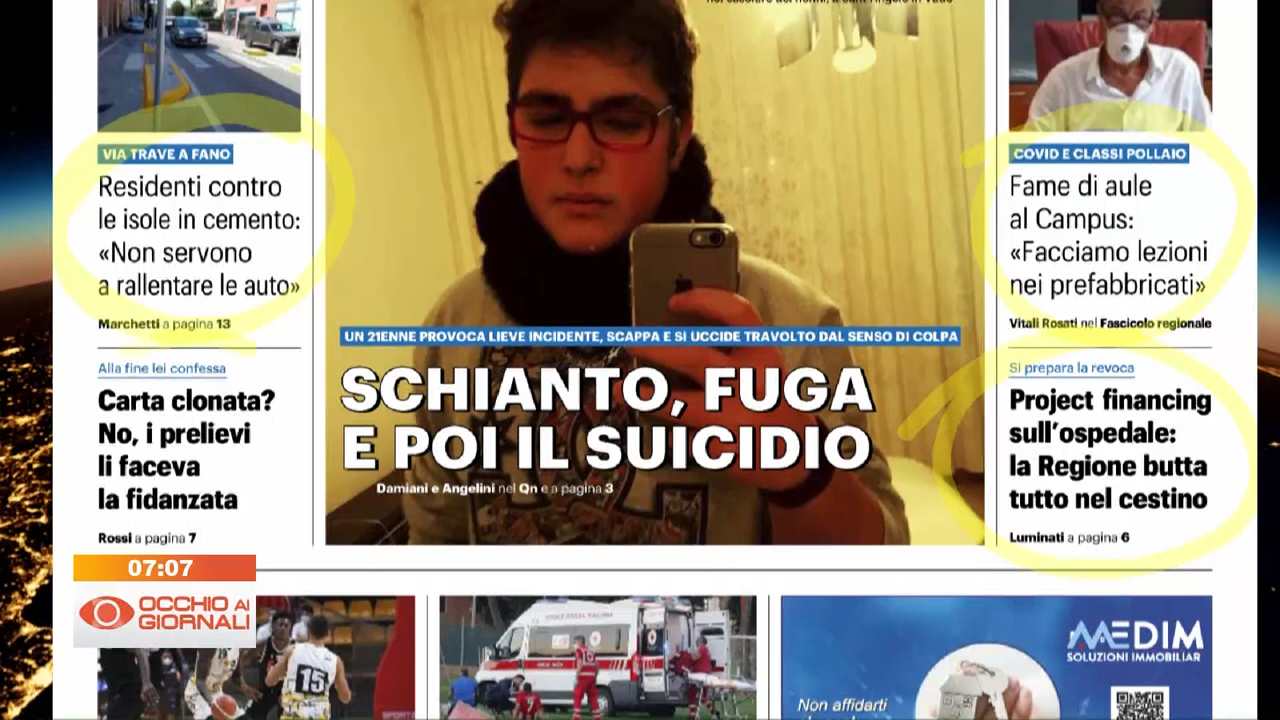 VIA TRAVE A FANO
Residenti contro
le isole in cemento:
«Non servono
a rallentare le auto»
Marchetti a pagina 13
Alla fine lei confessa
Carta clonata?
No, i prelievi
li faceva
la fidanzata
Rossi a pagina 7
UN 21ENNE PROVOCA LIEVE INCIDENTE, SCAPPA E SI UCCIDE TRAVOLTO DAL SENSO DI COLPA
SCHIANTO, FUGA
E POI IL SUICIDIO
Damiani e Angelini nel Qn e a pagina 3
COVID E CLASSI POLLAIO
Fame di aule
al Campus:
«Facciamo lezioni
nei prefabbricati»
Vitali Rosati nel Fascicolo regionale
Si prepara la revoca
Project financing
sull'ospedale:
la Regione butta
tutto nel cestino
Luminati a pagina 6
07:07
OCCHIO AI
GIORNALI
15
MEDIM
SOLUZIONI IMMOBILIARI
Non affidarti